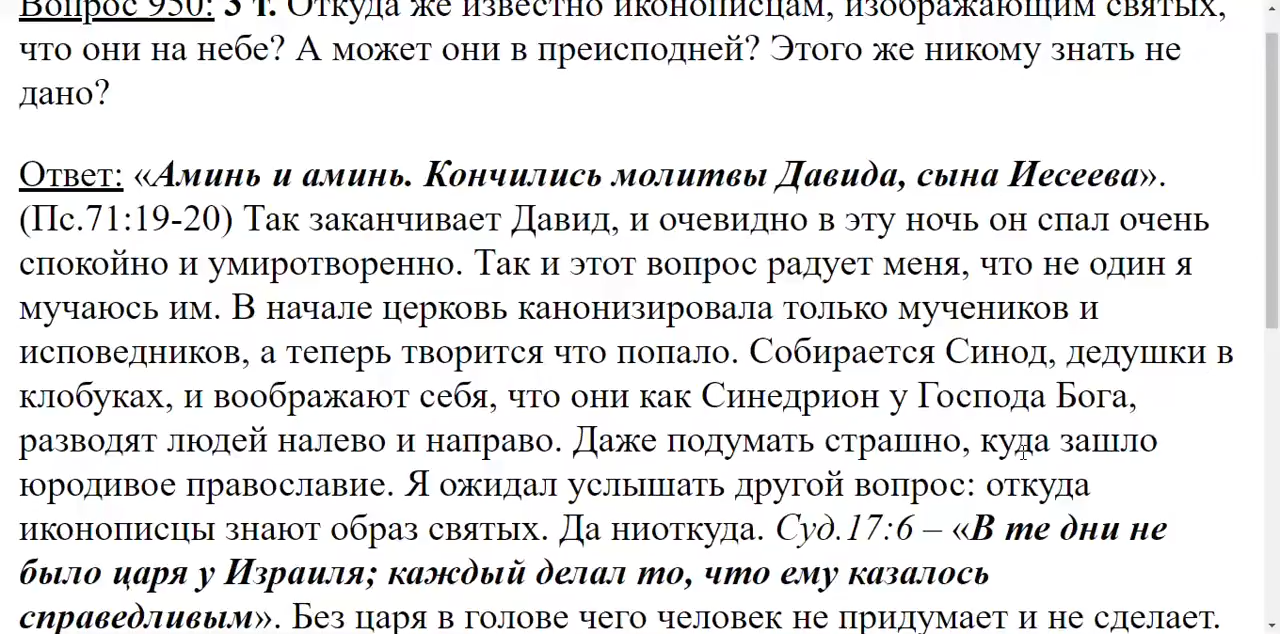 Вопрос 950: 3 т. Откуда же известно иконописцам, изображающим святых,
что они на небе? А может они в преисподней? Этого же никому знать не
дано?
Ответ: «Аминь и аминь. Кончились молитвы Давида, сына Иесеева».
(Пс.71:19-20) Так заканчивает Давид, и очевидно в эту ночь он спал очень
спокойно и умиротворенно. Так и этот вопрос радует меня, что не один я
мучаюсь им. В начале церковь канонизировала только мучеников и
исповедников, а теперь творится что попало. Собирается Синод, дедушки в
клобуках, и воображают себя, что они как Синедрион у Господа Бога,
разводят людей налево и направо. Даже подумать страшно, куда зашло
юродивое православие. Я ожидал услышать другой вопрос: откуда
иконописцы знают образ святых. Да ниоткуда. Суд.17:6 – «В те дни не
было царя у Израиля; каждый делал то, что ему казалось
справедливым». Без царя в голове чего человек не придумает и не сделает.